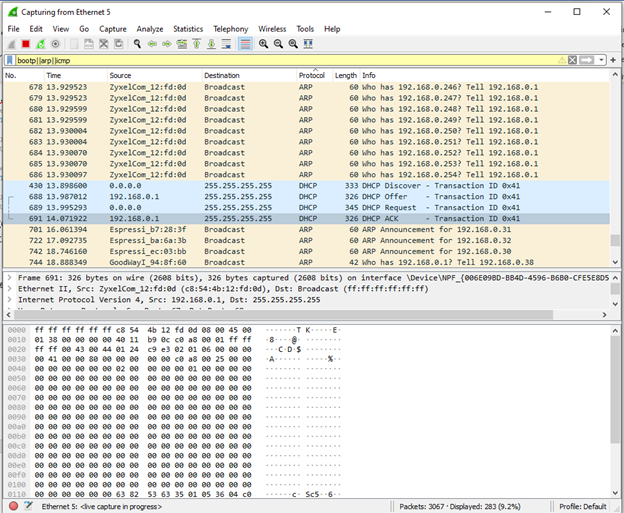 Capturing from Ethernet 5
File Edit View Go Capture Analyze Statistics Telephony Wireless Tools Help
bootp||arp||icmp
No. Time Source Destination Protocol Length Info
678 13.929523 ZyxelCom_12:fd:0d Broadcast ARP 60 Who has 192.168.0.246? Tell 192.168.0.1
679 13.929523 ZyxelCom_12:fd:0d Broadcast ARP 60 Who has 192.168.0.247? Tell 192.168.0.1
680 13.929599 ZyxelCom_12:fd:0d Broadcast ARP 60 Who has 192.168.0.248? Tell 192.168.0.1
681 13.929599 ZyxelCom_12:fd:0d Broadcast ARP 60 Who has 192.168.0.249? Tell 192.168.0.1
682 13.930004 ZyxelCom_12:fd:0d Broadcast ARP 60 Who has 192.168.0.250? Tell 192.168.0.1
683 13.930004 ZyxelCom_12:fd:0d Broadcast ARP 60 Who has 192.168.0.251? Tell 192.168.0.1
684 13.930070 ZyxelCom_12:fd:0d Broadcast ARP 60 Who has 192.168.0.252? Tell 192.168.0.1
685 13.930070 ZyxelCom_12:fd:0d Broadcast ARP 60 Who has 192.168.0.253? Tell 192.168.0.1
686 13.930097 ZyxelCom_12:fd:0d Broadcast ARP 60 Who has 192.168.0.254? Tell 192.168.0.1
430 13.898600 0.0.0.0 255.255.255.255 DHCP 333 DHCP Discover - Transaction ID 0x41
688 13.987012 192.168.0.1 255.255.255.255 DHCP 326 DHCP Offer - Transaction ID 0x41
689 13.995293 0.0.0.0 255.255.255.255 DHCP 345 DHCP Request - Transaction ID 0x41
691 14.071922 192.168.0.1 255.255.255.255 DHCP 326 DHCP ACK - Transaction ID 0x41
701 16.061394 Espressi_b7:28:3f Broadcast ARP 60 ARP Announcement for 192.168.0.31
722 17.092735 Espressi_ba:6a:3b Broadcast ARP 60 ARP Announcement for 192.168.0.32
742 18.746160 Espressi_ec:03:bb Broadcast ARP 60 ARP Announcement for 192.168.0.30
744 18.888349 GoodWayI_94:8f:60 Broadcast ARP 42 Who has 192.168.0.1? Tell 192.168.0.38
Frame 691: 326 bytes on wire (2608 bits), 326 bytes captured (2608 bits) on interface \Device\NPF_{006E09BD-BB4D-4596-B6B0-CFE5E8D5
Ethernet II, Src: ZyxelCom_12:fd:0d (c8:54:4b:12:fd:0d), Dst: Broadcast (ff:ff:ff:ff:ff:ff)
Internet Protocol Version 4, Src: 192.168.0.1, Dst: 255.255.255.255
0000 ff ff ff ff ff ff c8 54 4b 12 fd 0d 08 00 45 00 ·······T K·····E·
0010 01 38 00 00 00 00 40 11 b9 0c c0 a8 00 01 ff ff ·8····@· ········
0020 ff ff 00 43 00 44 01 24 c9 e3 02 01 06 00 00 00 ···C·D·$ ········
0030 00 41 00 00 80 00 00 00 00 00 c0 a8 00 25 00 00 ·A······ ·····%··
0040 00 00 00 00 00 02 00 00 00 00 01 00 00 00 00 00 ········ ········
0050 00 00 00 00 00 00 00 00 00 00 00 00 00 00 00 00 ········ ········
0060 00 00 00 00 00 00 00 00 00 00 00 00 00 00 00 00 ········ ········
0070 00 00 00 00 00 00 00 00 00 00 00 00 00 00 00 00 ········ ········
0080 00 00 00 00 00 00 00 00 00 00 00 00 00 00 00 00 ········ ········
0090 00 00 00 00 00 00 00 00 00 00 00 00 00 00 00 00 ········ ········
00a0 00 00 00 00 00 00 00 00 00 00 00 00 00 00 00 00 ········ ········
00b0 00 00 00 00 00 00 00 00 00 00 00 00 00 00 00 00 ········ ········
00c0 00 00 00 00 00 00 00 00 00 00 00 00 00 00 00 00 ········ ········
00d0 00 00 00 00 00 00 00 00 00 00 00 00 00 00 00 00 ········ ········
00e0 00 00 00 00 00 00 00 00 00 00 00 00 00 00 00 00 ········ ········
00f0 00 00 00 00 00 00 00 00 00 00 00 00 00 00 00 00 ········ ········
0100 00 00 00 00 00 00 00 00 00 00 00 00 00 00 00 00 ········ ········
0110 00 00 00 00 00 00 63 82 53 63 35 01 05 36 04 c0 ······c· Sc5··6··
Ethernet 5: <live capture in progress> Packets: 3067 · Displayed: 283 (9.2%) Profile: Default